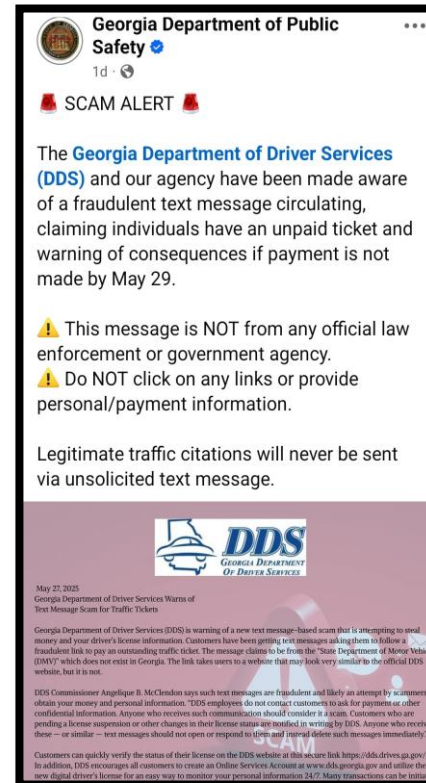 Georgia Department of Public
Safety
1d ·
SCAM ALERT
The Georgia Department of Driver Services
(DDS) and our agency have been made aware
of a fraudulent text message circulating,
claiming individuals have an unpaid ticket and
warning of consequences if payment is not
made by May 29.
This message is NOT from any official law
enforcement or government agency.
Do NOT click on any links or provide
personal/payment information.
Legitimate traffic citations will never be sent
via unsolicited text message.
DDS
GEORGIA DEPARTMENT
OF DRIVER SERVICES
May 27, 2025
Georgia Department of Driver Services Warns of
Text Message Scam for Traffic Tickets
Georgia Department of Driver Services (DDS) is warning of a new text message-based scam that is attempting to steal
money and your driver's license information. Customers have been getting text messages asking them to follow a
fraudulent link to pay an outstanding traffic ticket. The message claims to be from the "State Department of Motor Vehic
(DMV)" which does not exist in Georgia. The link takes users to a website that may look very similar to the official DDS
website, but it is not.
DDS Commissioner Angelique B. McClendon says such text messages are fraudulent and likely an attempt by scammers
obtain your money and personal information. "DDS employees do not contact customers to ask for payment or other
confidential information. Anyone who receives such communication should consider it a scam. Customers who are
pending a license suspension or other changes in their license status are notified in writing by DDS. Anyone who receiv
these — or similar — text messages should not open or respond to them and instead delete such messages immediately."
SCAM
Customers can quickly verify the status of their license on the DDS website at this secure link https://dds.drives.ga.gov/
In addition, DDS encourages all customers to create an Online Services Account at www.dds.georgia.gov and utilize the
new digital driver's license for an easy way to monitor your personal information 24/7. Many transactions can be initia